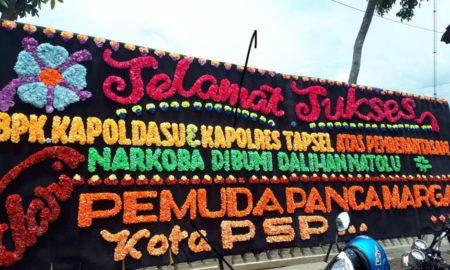 Selamat Sukses
BPK KAPOLDASU & KAPOLRES TAPSEL ATAS PEMBERANTASAN
NARKOBA DIBUMI DALIHAN NATOLU
dari
PEMUDA PANCA MARGA
Kota PSP